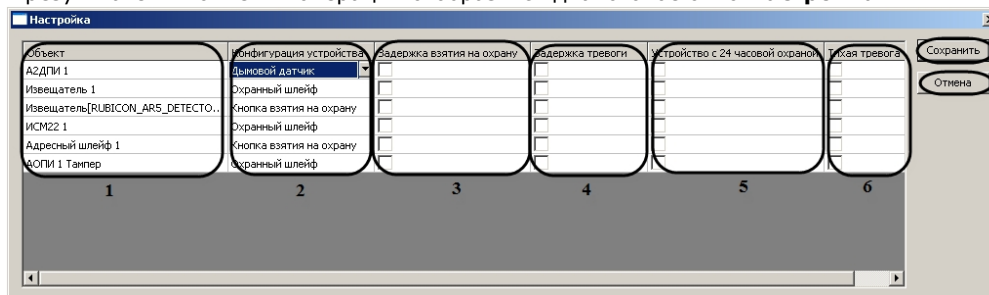 Настройка
Объект Конфигурация устройства Задержка взятия на охрану Задержка тревоги Устройство с 24 часовой охраной Тихая тревога Сохранить
А2ДПИ 1 Дымовой датчик
Отмена
Извещатель 1 Охранный шлейф
Извещатель[RUBICON_AR5_DETECTO... Кнопка взятия на охрану
ИСМ22 1 Охранный шлейф
Адресный шлейф 1 Кнопка взятия на охрану
АОПИ 1 Тампер Охранный шлейф
1 2 3 4 5 6